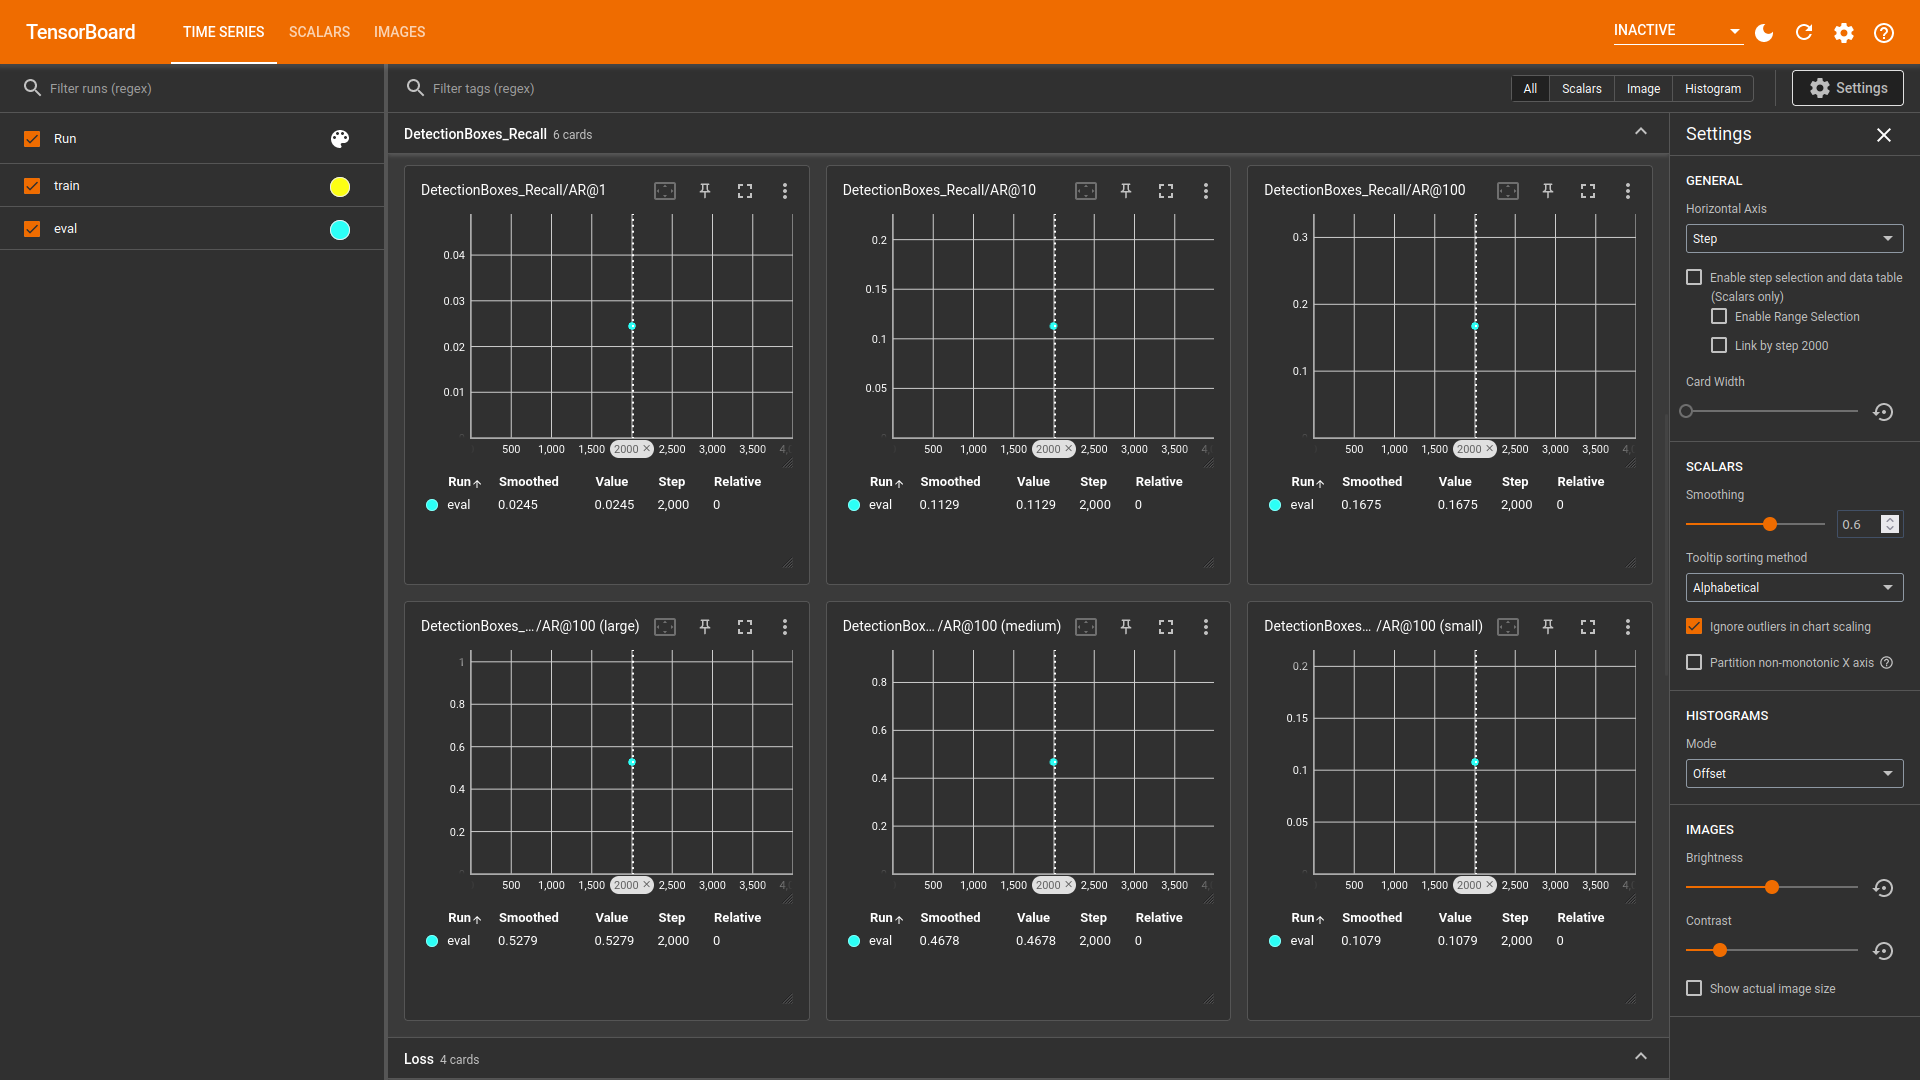 TensorBoard
TIME SERIES
SCALARS
IMAGES
INACTIVE
Filter runs (regex)
Run
train
eval
Filter tags (regex)
All
Scalars
Image
Histogram
Settings
DetectionBoxes_Recall 6 cards
DetectionBoxes_Recall/AR@1
0.04
0.03
0.02
0.01
500 1,000 1,500 2000 2,500 3,000 3,500
Run Smoothed Value Step Relative
eval 0.0245 0.0245 2,000 0
DetectionBoxes_Recall/AR@10
0.2
0.15
0.1
0.05
500 1,000 1,500 2000 2,500 3,000 3,500
Run Smoothed Value Step Relative
eval 0.1129 0.1129 2,000 0
DetectionBoxes_Recall/AR@100
0.3
0.2
0.1
500 1,000 1,500 2000 2,500 3,000 3,500
Run Smoothed Value Step Relative
eval 0.1675 0.1675 2,000 0
DetectionBoxes_... /AR@100 (large)
1
0.8
0.6
0.4
0.2
500 1,000 1,500 2000 2,500 3,000 3,500
Run Smoothed Value Step Relative
eval 0.5279 0.5279 2,000 0
DetectionBox... /AR@100 (medium)
0.8
0.6
0.4
0.2
500 1,000 1,500 2000 2,500 3,000 3,500
Run Smoothed Value Step Relative
eval 0.4678 0.4678 2,000 0
DetectionBoxes... /AR@100 (small)
0.2
0.15
0.1
0.05
500 1,000 1,500 2000 2,500 3,000 3,500
Run Smoothed Value Step Relative
eval 0.1079 0.1079 2,000 0
Loss 4 cards
Settings
GENERAL
Horizontal Axis
Step
Enable step selection and data table
(Scalars only)
Enable Range Selection
Link by step 2000
Card Width
SCALARS
Smoothing
0.6
Tooltip sorting method
Alphabetical
Ignore outliers in chart scaling
Partition non-monotonic X axis
HISTOGRAMS
Mode
Offset
IMAGES
Brightness
Contrast
Show actual image size